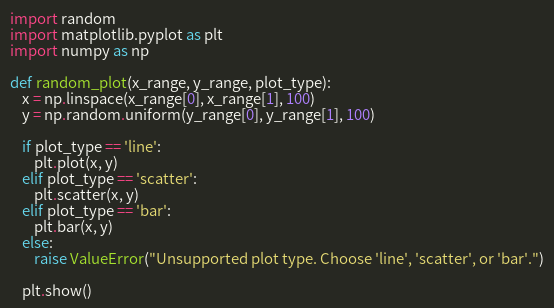 import random
import matplotlib.pyplot as plt
import numpy as np

def random_plot(x_range, y_range, plot_type):
    x = np.linspace(x_range[0], x_range[1], 100)
    y = np.random.uniform(y_range[0], y_range[1], 100)

    if plot_type == 'line':
        plt.plot(x, y)
    elif plot_type == 'scatter':
        plt.scatter(x, y)
    elif plot_type == 'bar':
        plt.bar(x, y)
    else:
        raise ValueError("Unsupported plot type. Choose 'line', 'scatter', or 'bar'.")

    plt.show()